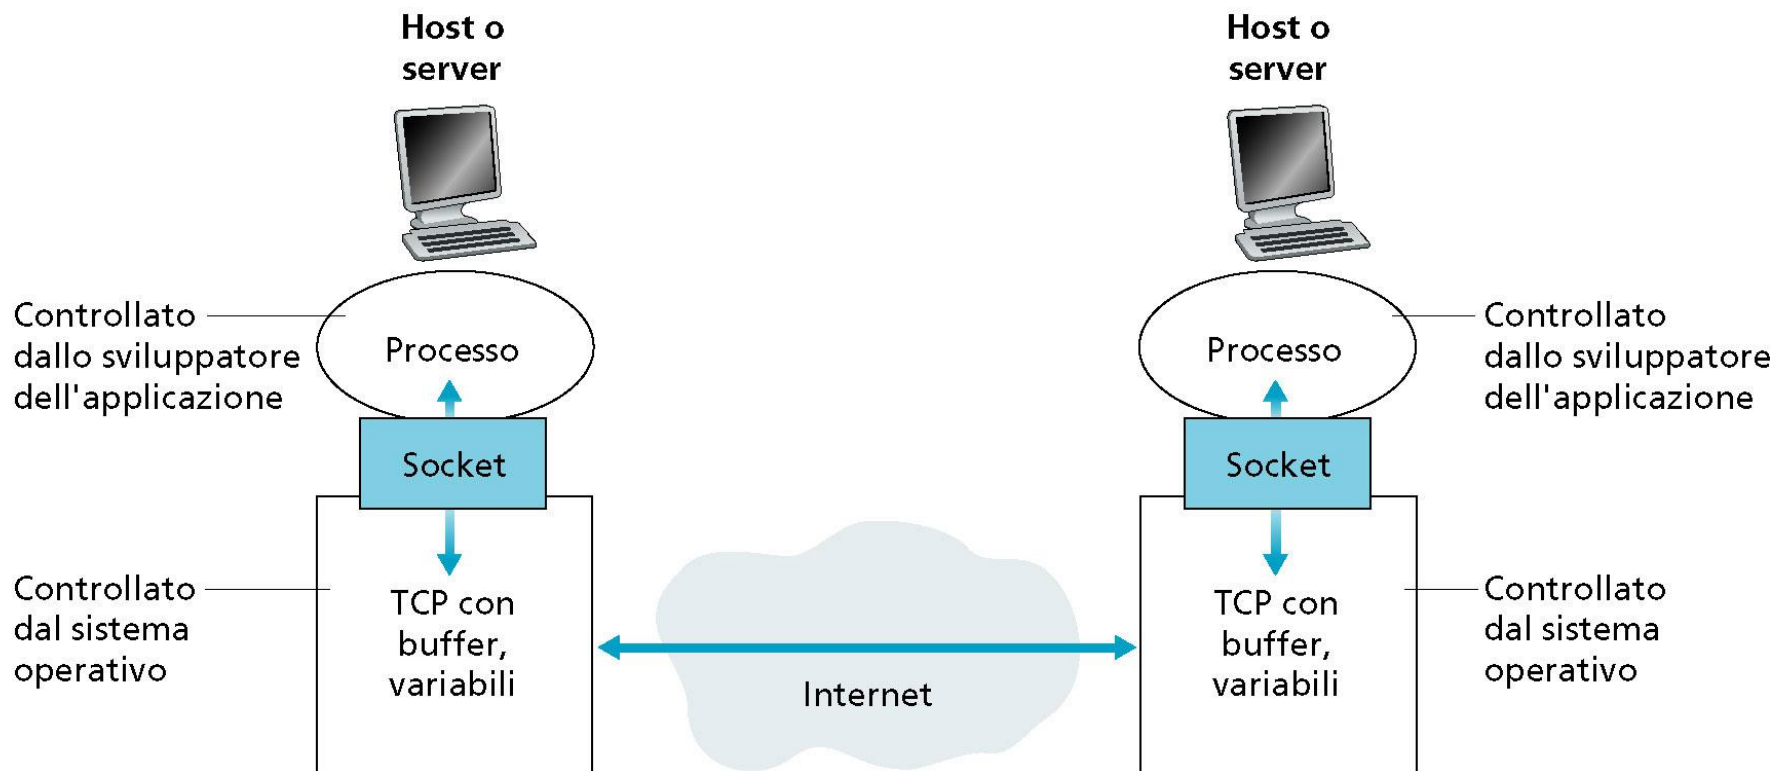 Host o
server
Host o
server
Controllato
dallo sviluppatore
dell'applicazione
Processo
Processo
Controllato
dallo sviluppatore
dell'applicazione
Socket
Socket
Controllato
dal sistema
operativo
TCP con
buffer,
variabili
Internet
TCP con
buffer,
variabili
Controllato
dal sistema
operativo